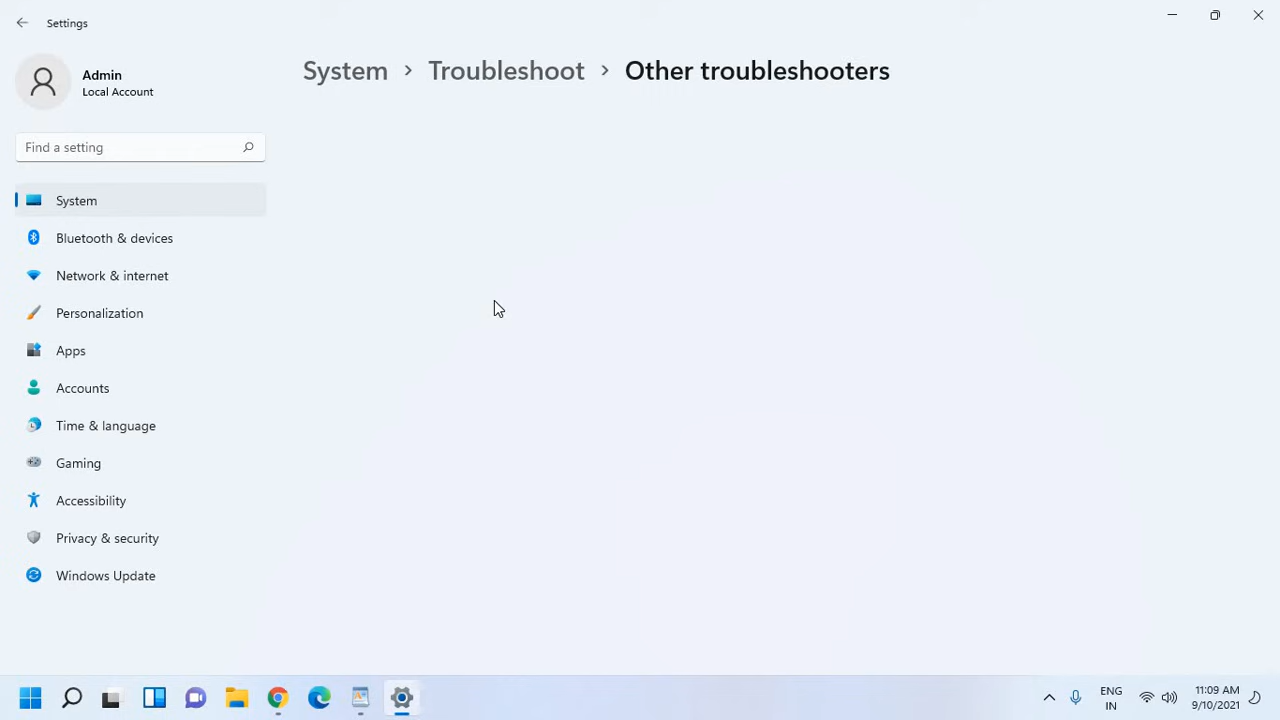 Settings
Admin
Local Account
System > Troubleshoot > Other troubleshooters
Find a setting
System
Bluetooth & devices
Network & internet
Personalization
Apps
Accounts
Time & language
Gaming
Accessibility
Privacy & security
Windows Update
ENG
IN
11:09 AM
9/10/2021